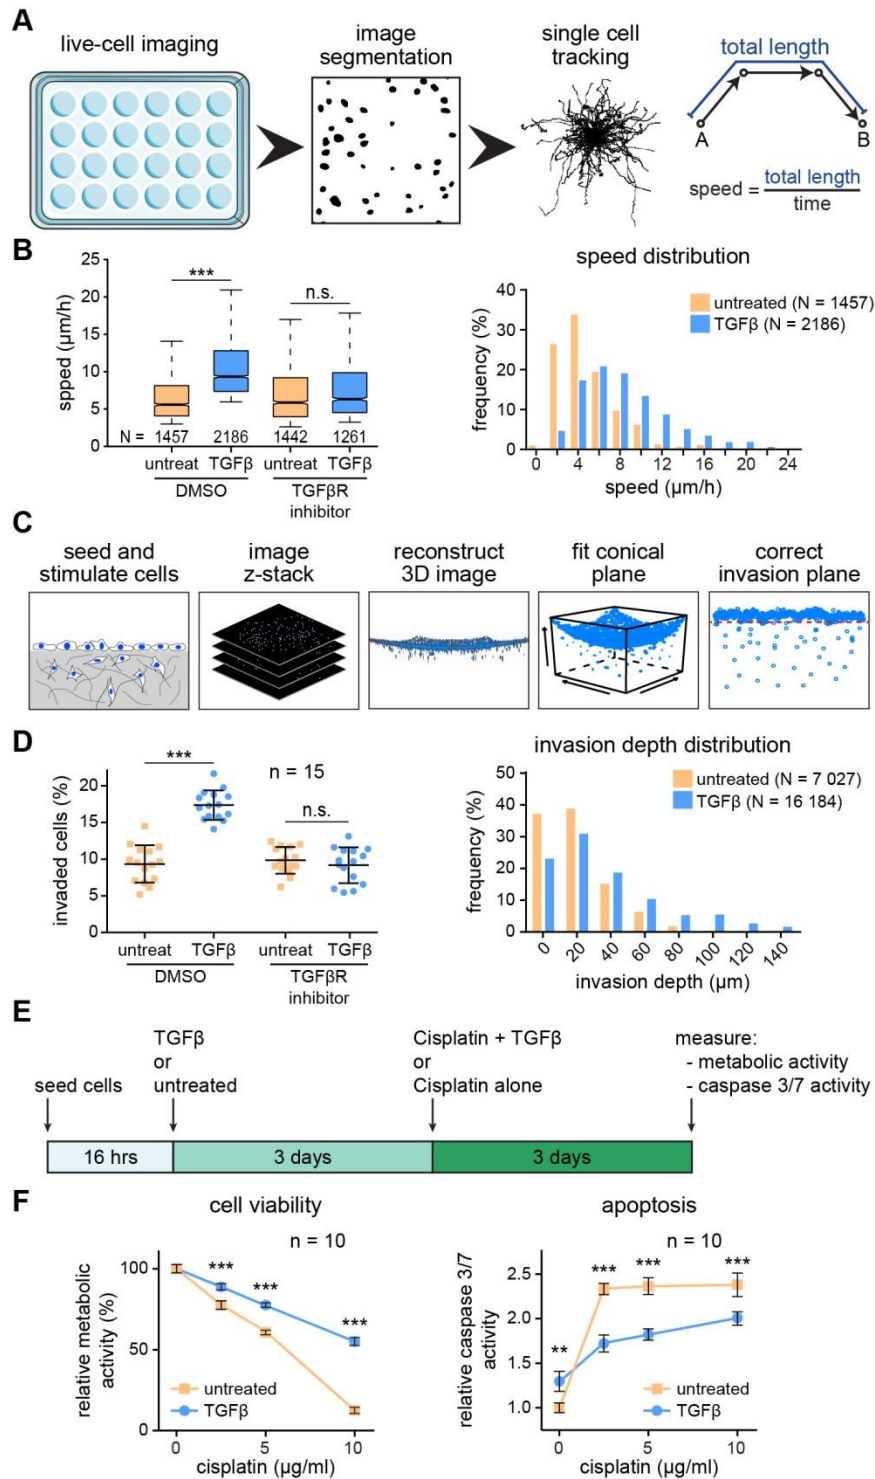 A
live-cell imaging
image
segmentation
single cell
tracking
total length
A
B
speed = total length
time
B
spped (µm/h)
25
20
15
10
5
0
***
n.s.
N = 1457 2186 1442 1261
untreat TGFβ untreat TGFβ
DMSO
TGFβR
inhibitor
speed distribution
frequency (%)
40
30
20
10
0
untreated (N = 1457)
TGFβ (N = 2186)
0 4 8 12 16 20 24
speed (µm/h)
C
seed and
stimulate cells
image
z-stack
reconstruct
3D image
fit conical
plane
correct
invasion plane
D
invaded cells (%)
20
15
10
5
0
***
n = 15
n.s.
untreat TGFβ untreat TGFβ
DMSO
TGFβR
inhibitor
invasion depth distribution
frequency (%)
50
40
30
20
10
0
untreated (N = 7 027)
TGFβ (N = 16 184)
0 20 40 60 80 100 120 140
invasion depth (µm)
E
seed cells
TGFβ
or
untreated
Cisplatin + TGFβ
or
Cisplatin alone
measure:
- metabolic activity
- caspase 3/7 activity
16 hrs 3 days 3 days
F
cell viability
n = 10
relative metabolic
activity (%)
100
50
0
*** *** ***
untreated
TGFβ
0 5 10
cisplatin (µg/ml)
apoptosis
n = 10
relative caspase 3/7
activity
2.5
2.0
1.5
1.0
** *** *** ***
untreated
TGFβ
0 5 10
cisplatin (µg/ml)